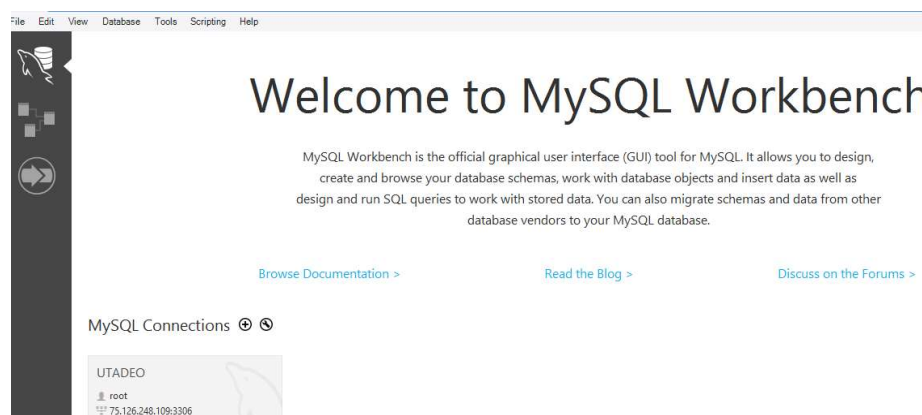 File Edit View Database Tools Scripting Help
Welcome to MySQL Workbench
MySQL Workbench is the official graphical user interface (GUI) tool for MySQL. It allows you to design,
create and browse your database schemas, work with database objects and insert data as well as
design and run SQL queries to work with stored data. You can also migrate schemas and data from other
database vendors to your MySQL database.
Browse Documentation > Read the Blog > Discuss on the Forums >
MySQL Connections
UTADEO
root
75.126.248.109:3306